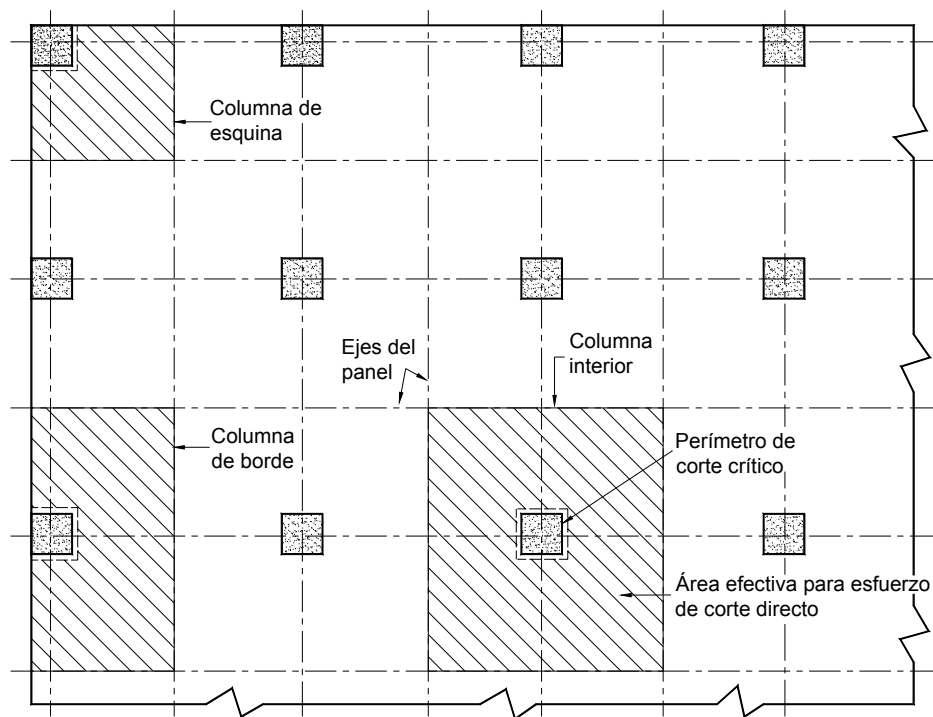 Columna de
esquina
Ejes del
panel
Columna
interior
Columna
de borde
Perímetro de
corte crítico
Área efectiva para esfuerzo
de corte directo